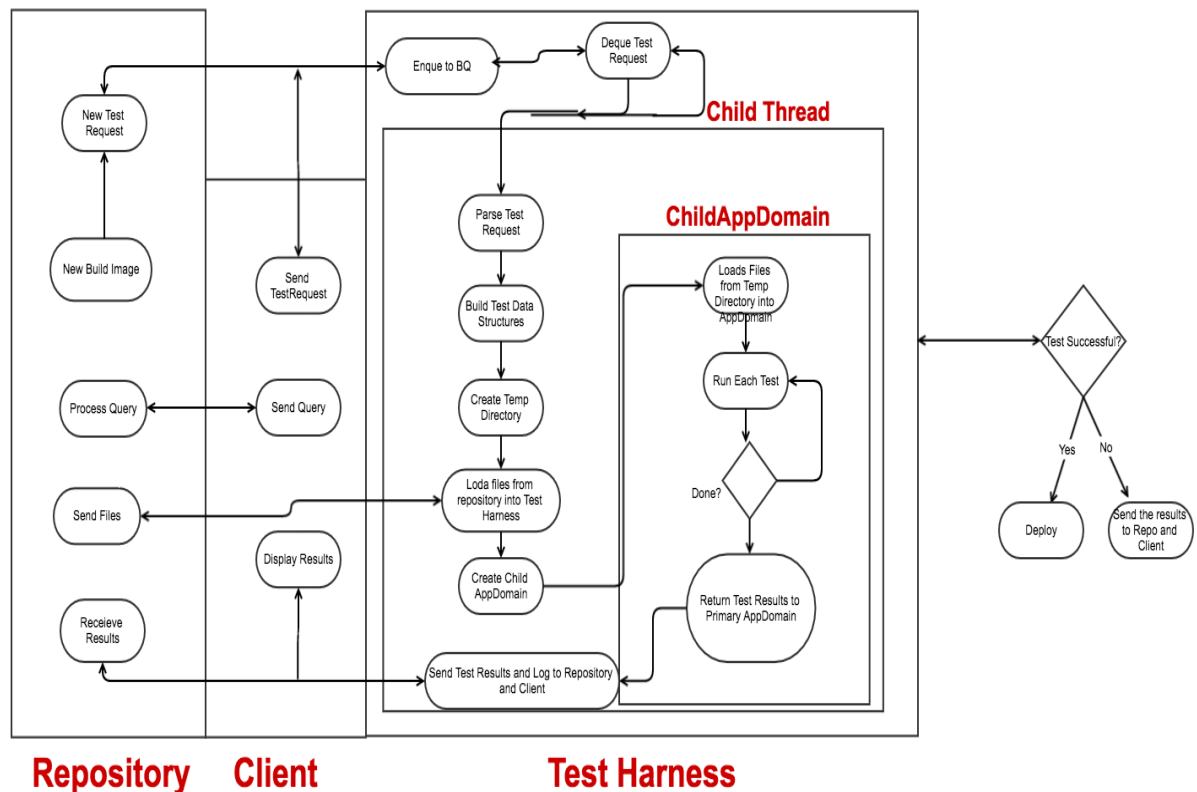 Deque Test
Request
Enque to BQ
Child Thread
New Test
Request
Parse Test
Request
ChildAppDomain
New Build Image
Send
TestRequest
Loads Files
from Temp
Directory into
AppDomain
Build Test Data
Structures
Test Successful?
Run Each Test
Process Query
Send Query
Create Temp
Directory
Yes
No
Done?
Loda files from
repository into Test
Harness
Send Files
Deploy
Send the results
to Repo and
Client
Display Results
Create Child
AppDomain
Return Test Results to
Primary AppDomain
Receieve
Results
Send Test Results and Log to Repository
and Client
Repository
Client
Test Harness